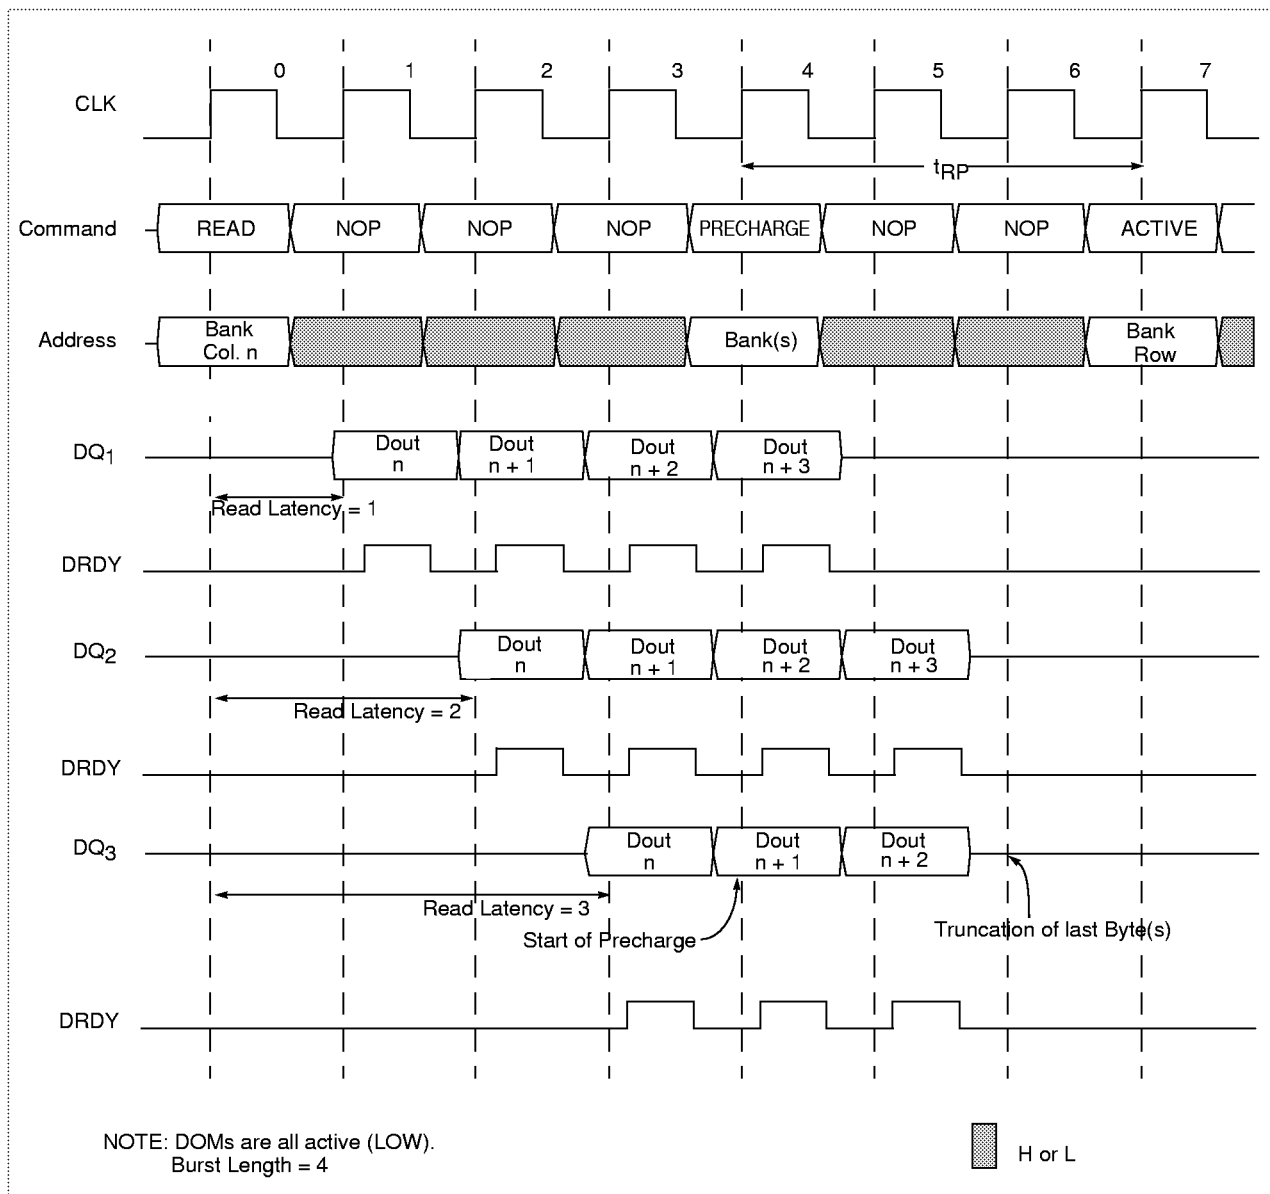 0 1 2 3 4 5 6 7
CLK
tRP
Command READ NOP NOP NOP PRECHARGE NOP NOP ACTIVE
Address Bank Col. n Bank(s) Bank Row
DQ1 Dout n Dout n + 1 Dout n + 2 Dout n + 3
Read Latency = 1
DRDY
DQ2 Dout n Dout n + 1 Dout n + 2 Dout n + 3
Read Latency = 2
DRDY
DQ3 Dout n Dout n + 1 Dout n + 2
Read Latency = 3
Start of Precharge
Truncation of last Byte(s)
DRDY
NOTE: DOMs are all active (LOW).
Burst Length = 4
H or L